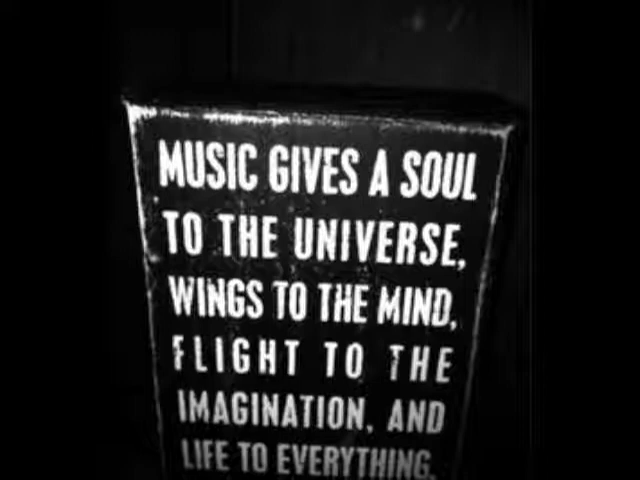 MUSIC GIVES A SOUL
TO THE UNIVERSE,
WINGS TO THE MIND,
FLIGHT TO THE
IMAGINATION, AND
LIFE TO EVERYTHING.